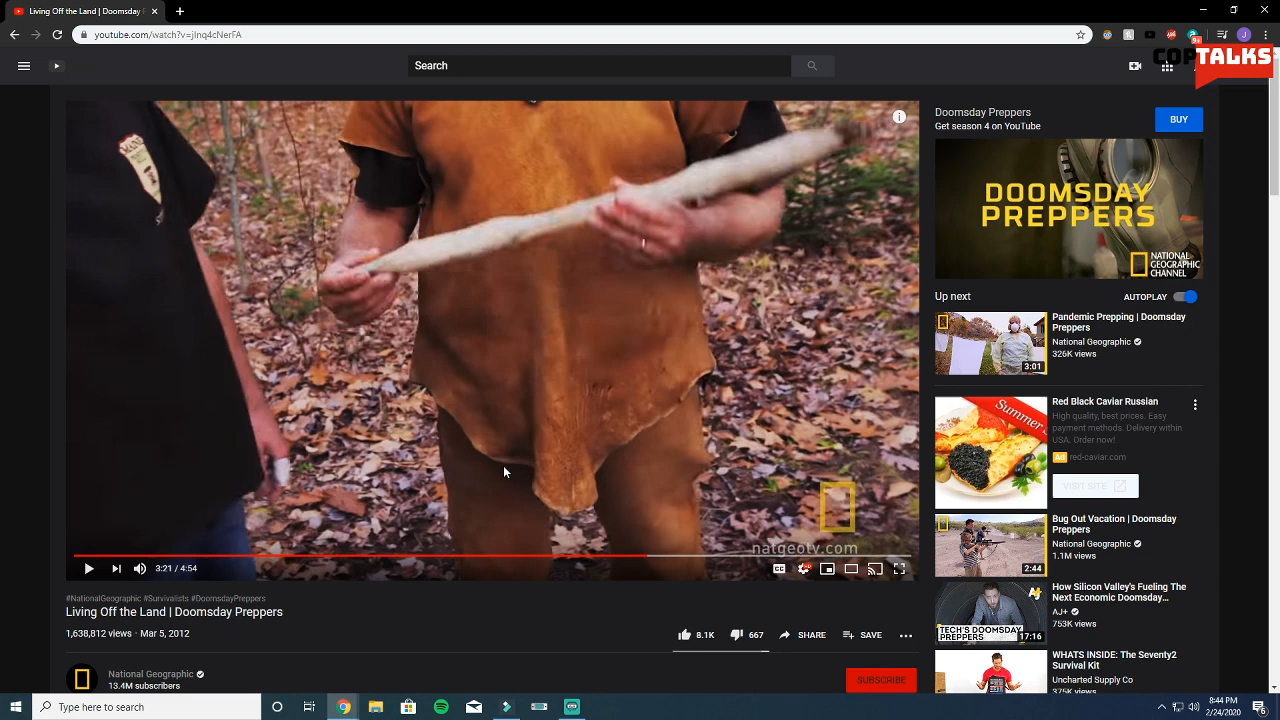 Living Off the Land | Doomsday P
youtube.com/watch?v=jlnq4cNerFA
COPTALKS
9+
Search
natgeotv.com
3:21 / 4:54
CC
#NationalGeographic #Survivalists #DoomsdayPreppers
Living Off the Land | Doomsday Preppers
1,638,812 views · Mar 5, 2012
8.1K
667
SHARE
SAVE
National Geographic
13.4M subscribers
SUBSCRIBE
Doomsday Preppers
Get season 4 on YouTube
BUY
DOOMSDAY
PREPPERS
NATIONAL
GEOGRAPHIC
CHANNEL
Up next
AUTOPLAY
Pandemic Prepping | Doomsday
Preppers
National Geographic
326K views
3:01
Red Black Caviar Russian
High quality, best prices. Easy
payment methods. Delivery within
USA. Order now!
Ad red-caviar.com
VISIT SITE
Summer
Bug Out Vacation | Doomsday
Preppers
National Geographic
1.1M views
2:44
How Silicon Valley's Fueling The
Next Economic Doomsday…
AJ+
753K views
TECH'S DOOMSDAY
PREPPERS
17:16
WHATS INSIDE: The Seventy2
Survival Kit
Uncharted Supply Co
375K views
Type here to search
8:44 PM
2/24/2020
6